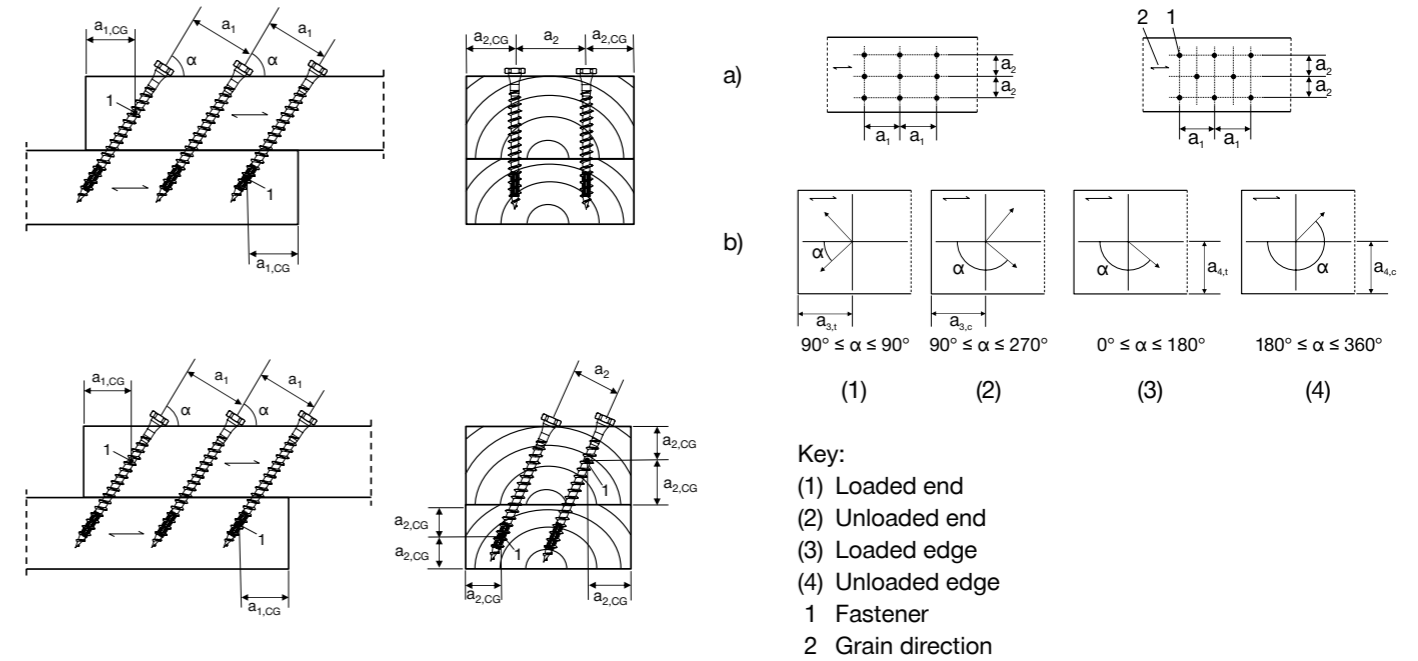 a1,CG a1 a1
α α
1
1
a1,CG
a2,CG a2 a2,CG
a1,CG a1 a1
α α
1
1
a1,CG
a2
a2,CG
a2,CG
1
a2,CG
a2,CG
1
a2,CG a2,CG
a)
a2
a2
a1 a1
2 1
a2
a2
a1 a1
b)
α α α α
a4,t a4,c
a3,t a3,c
90° ≤ α ≤ 90° 90° ≤ α ≤ 270° 0° ≤ α ≤ 180° 180° ≤ α ≤ 360°
(1) (2) (3) (4)
Key:
(1) Loaded end
(2) Unloaded end
(3) Loaded edge
(4) Unloaded edge
1 Fastener
2 Grain direction